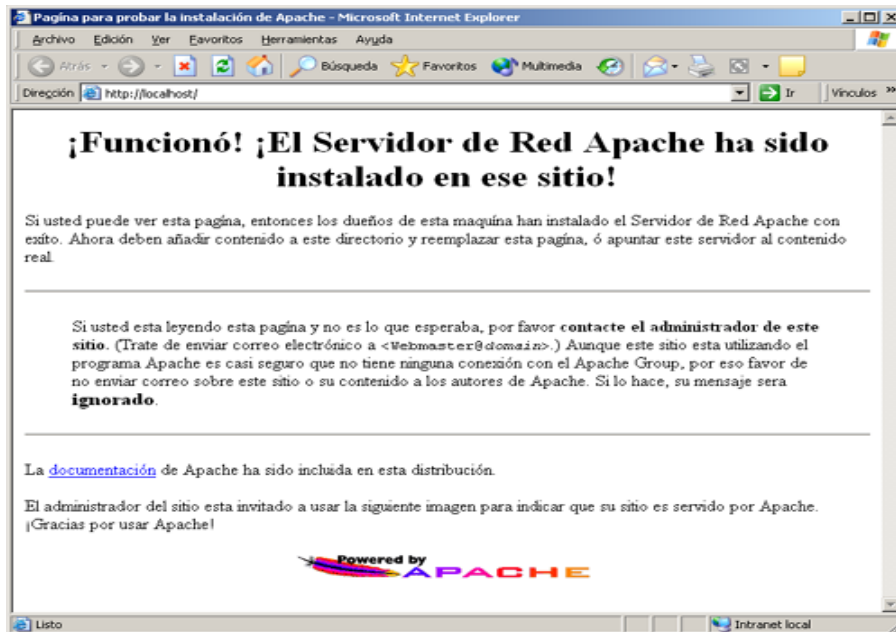 Pagína para probar la instalación de Apache - Microsoft Internet Explorer
Archivo Edición Ver Favoritos Herramientas Ayuda
Atrás Búsqueda Favoritos Multimedia
Dirección http://localhost/ Ir Vínculos »
¡Funcionó! ¡El Servidor de Red Apache ha sido
instalado en ese sitio!
Si usted puede ver esta pagína, entonces los dueños de esta maquína han instalado el Servidor de Red Apache con
exíto. Ahora deben añadir contenido a este directorio y reemplazar esta pagína, ó apuntar este servidor al contenido
real.
Si usted esta leyendo esta pagína y no es lo que esperaba, por favor contacte el administrador de este
sitio. (Trate de enviar correo electrónico a <Webmaster@domain>.) Aunque este sitio esta utilizando el
programa Apache es casi seguro que no tiene ninguna conexión con el Apache Group, por eso favor de
no enviar correo sobre este sitio o su contenido a los autores de Apache. Si lo hace, su mensaje sera
ignorado.
La documentación de Apache ha sido incluida en esta distribución.
El administrador del sitio esta invitado a usar la siguiente imagen para indicar que su sitio es servido por Apache.
¡Gracias por usar Apache!
Powered by
APACHE
Listo Intranet local